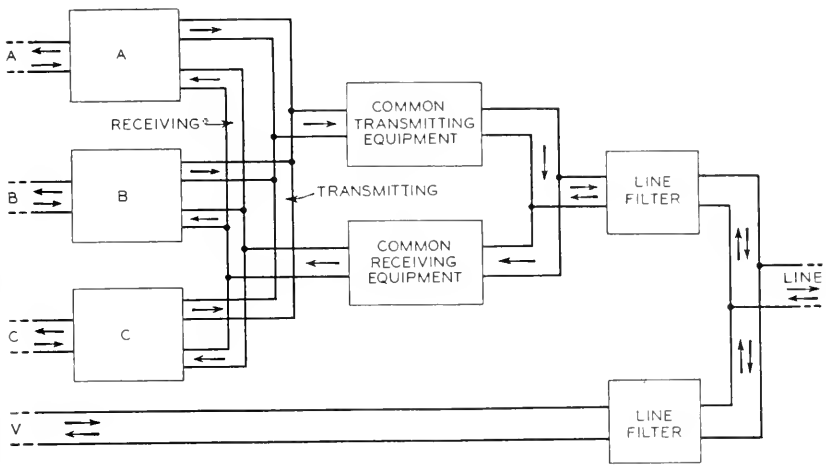 A
A
RECEIVING
COMMON
TRANSMITTING
EQUIPMENT
B
B
TRANSMITTING
LINE
FILTER
COMMON
RECEIVING
EQUIPMENT
LINE
C
C
V
LINE
FILTER